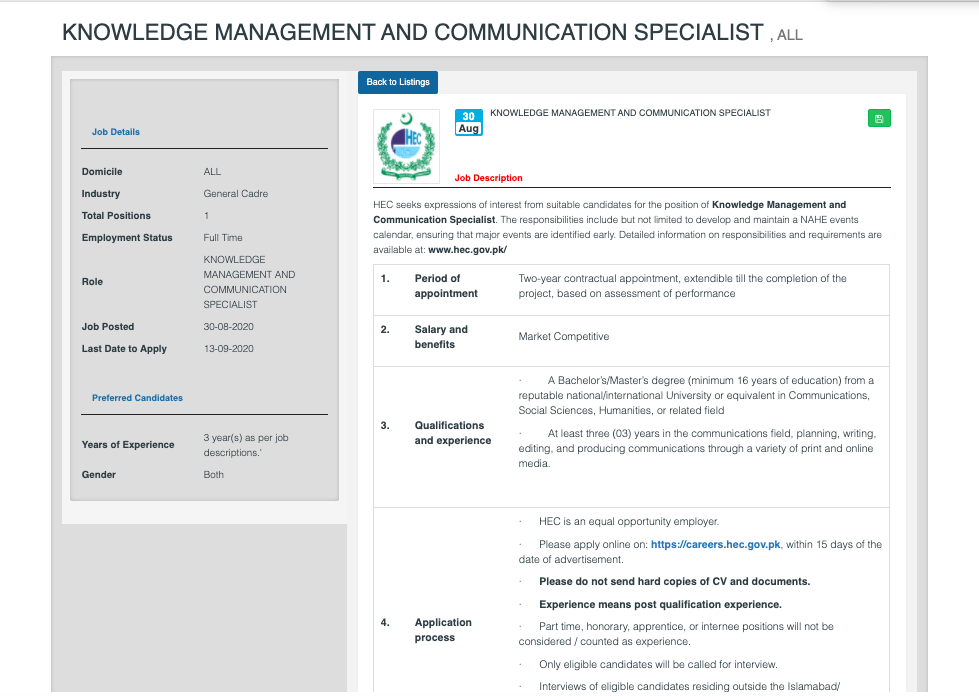 KNOWLEDGE MANAGEMENT AND COMMUNICATION SPECIALIST , ALL
Back to Listings
Job Details
Domicile ALL
Industry General Cadre
Total Positions 1
Employment Status Full Time
Role KNOWLEDGE
MANAGEMENT AND
COMMUNICATION
SPECIALIST
Job Posted 30-08-2020
Last Date to Apply 13-09-2020
Preferred Candidates
Years of Experience 3 year(s) as per job
descriptions.'
Gender Both
HEC
30
Aug
KNOWLEDGE MANAGEMENT AND COMMUNICATION SPECIALIST
Job Description
HEC seeks expressions of interest from suitable candidates for the position of Knowledge Management and
Communication Specialist. The responsibilities include but not limited to develop and maintain a NAHE events
calendar, ensuring that major events are identified early. Detailed information on responsibilities and requirements are
available at: www.hec.gov.pk/
1. Period of
appointment
Two-year contractual appointment, extendible till the completion of the
project, based on assessment of performance
2. Salary and
benefits
Market Competitive
3. Qualifications
and experience
· A Bachelor's/Master's degree (minimum 16 years of education) from a
reputable national/international University or equivalent in Communications,
Social Sciences, Humanities, or related field
· At least three (03) years in the communications field, planning, writing,
editing, and producing communications through a variety of print and online
media.
4. Application
process
· HEC is an equal opportunity employer.
· Please apply online on: https://careers.hec.gov.pk, within 15 days of the
date of advertisement.
· Please do not send hard copies of CV and documents.
· Experience means post qualification experience.
· Part time, honorary, apprentice, or internee positions will not be
considered / counted as experience.
· Only eligible candidates will be called for interview.
· Interviews of eligible candidates residing outside the Islamabad/